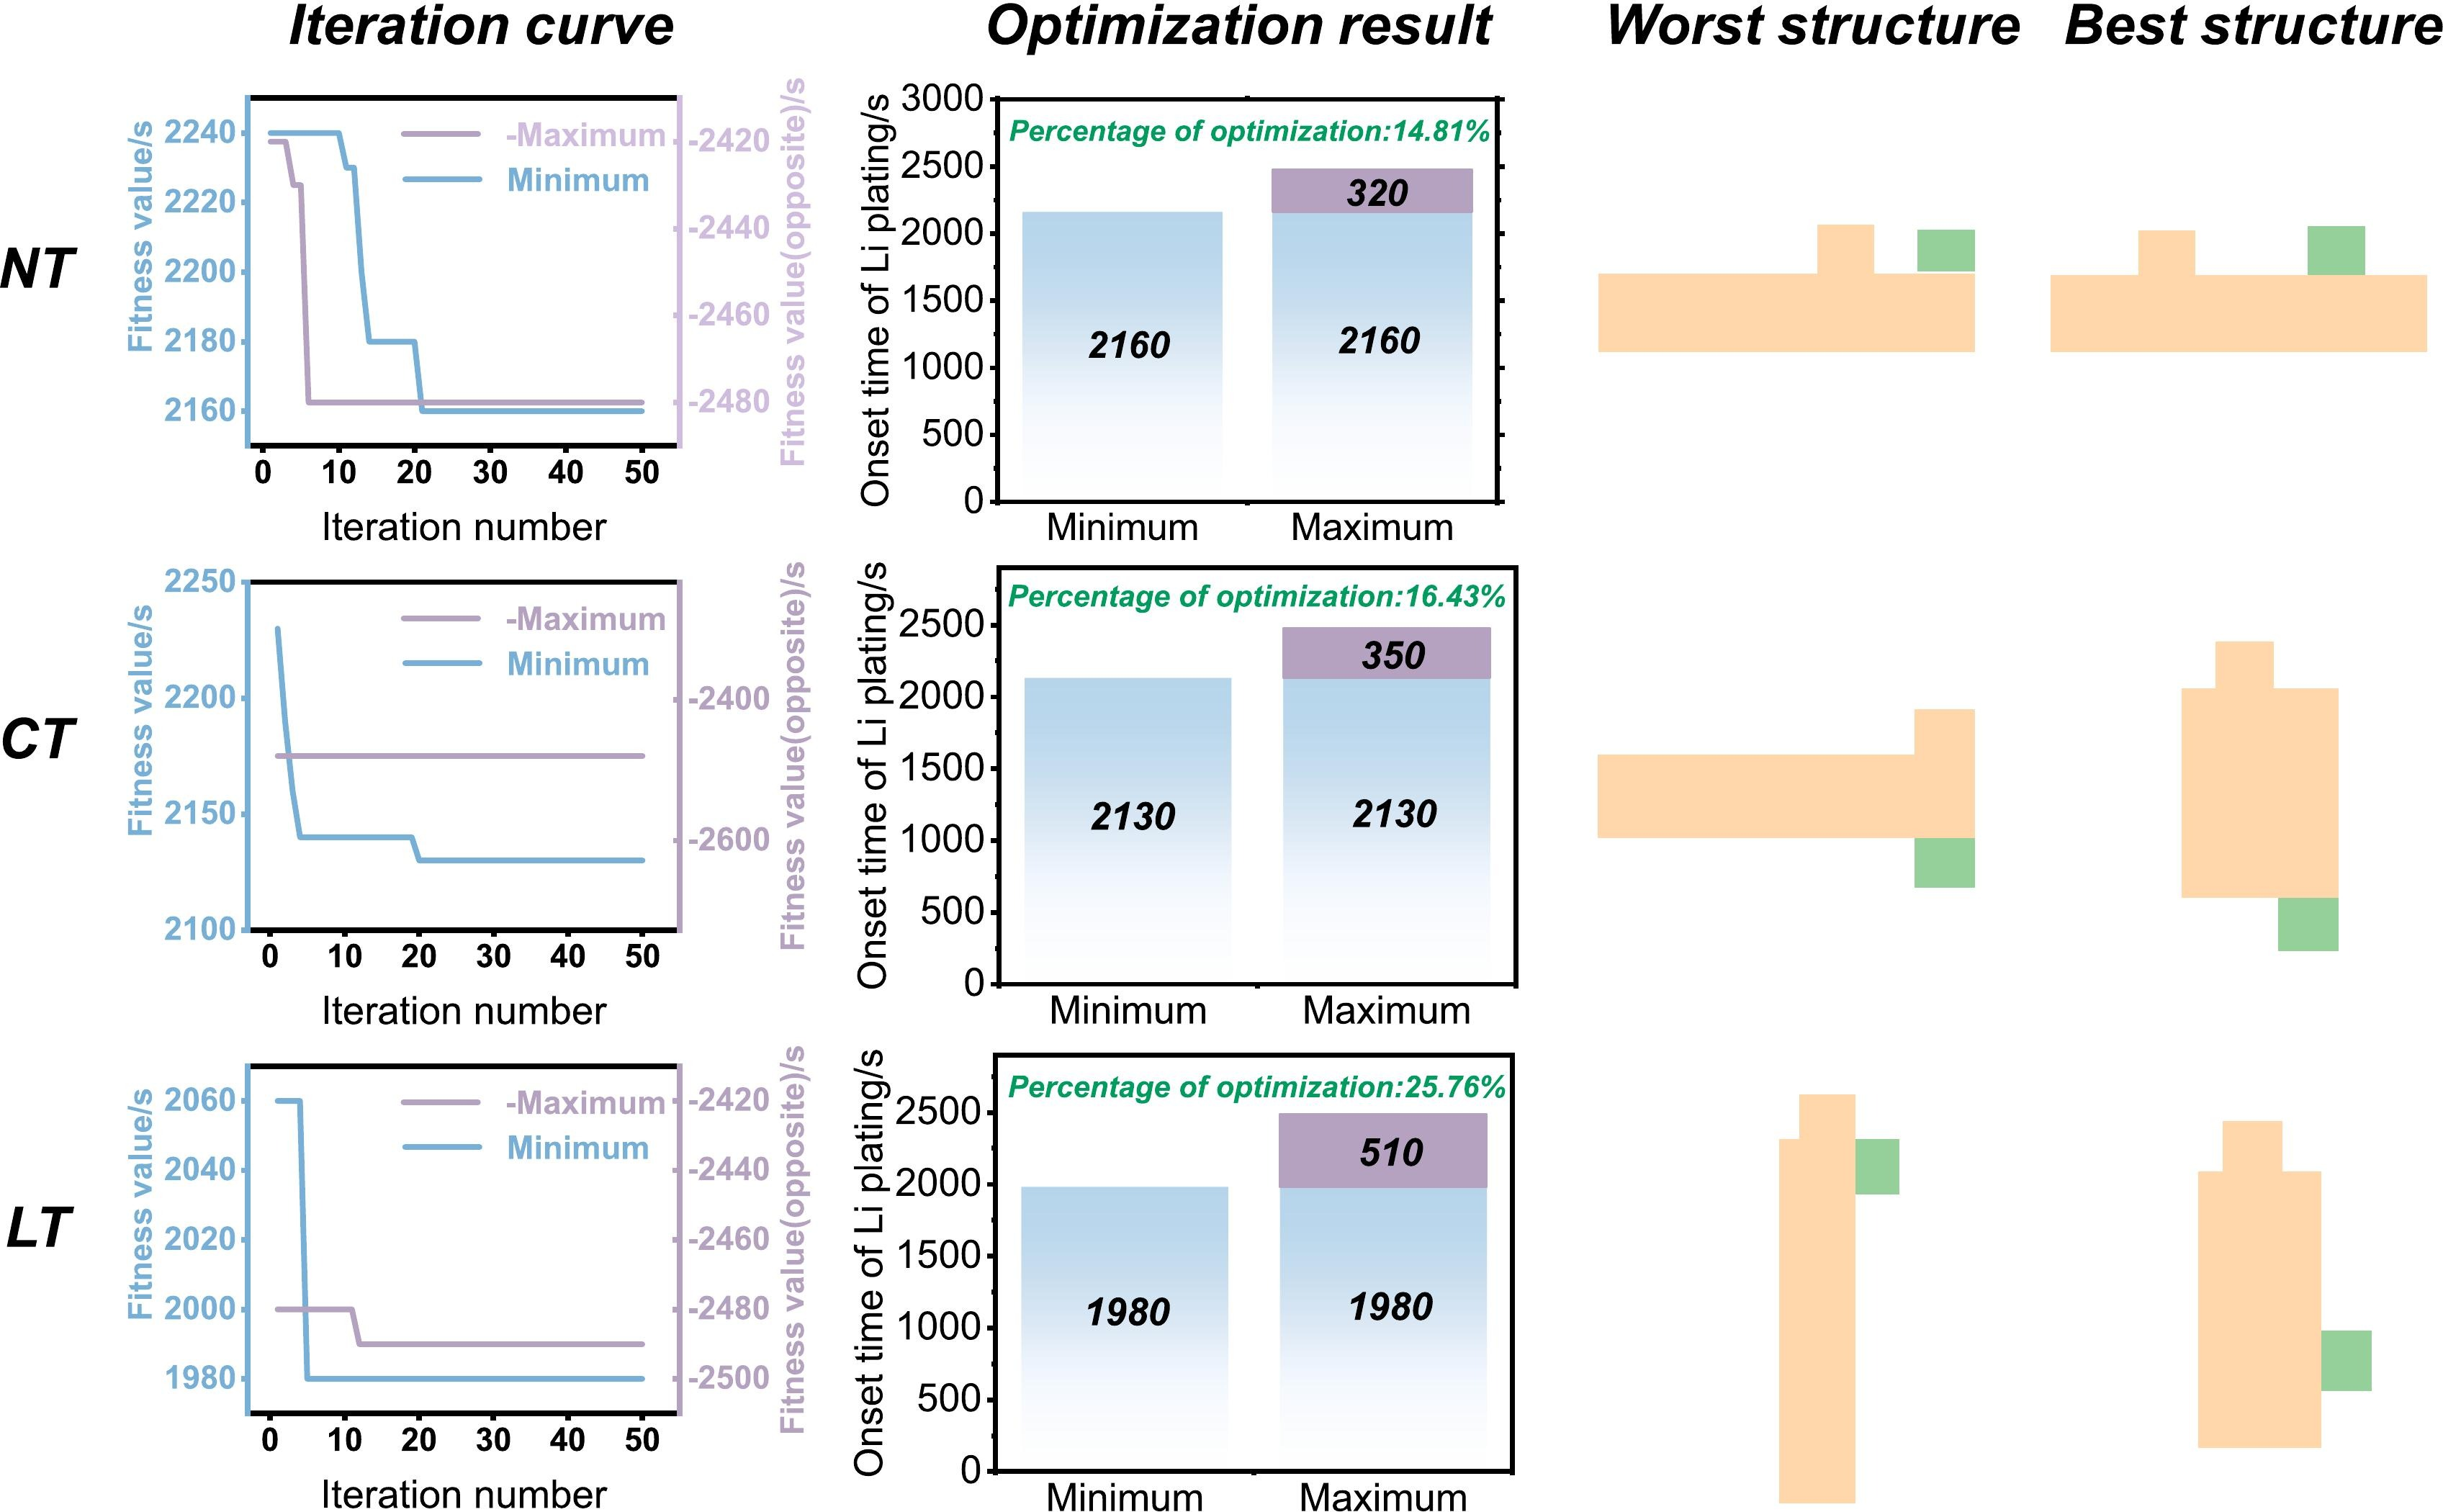 Iteration curve
Optimization result
Worst structure
Best structure
NT
Fitness value/s
2240
2220
2200
2180
2160
-Maximum
Minimum
-2420
-2440
-2460
-2480
Fitness value(opposite)/s
0 10 20 30 40 50
Iteration number
Onset time of Li plating/s
3000
2500
2000
1500
1000
500
0
Percentage of optimization:14.81%
320
2160
2160
Minimum Maximum
CT
Fitness value/s
2250
2200
2150
2100
-Maximum
Minimum
-2400
-2600
Fitness value(opposite)/s
0 10 20 30 40 50
Iteration number
Onset time of Li plating/s
2500
2000
1500
1000
500
0
Percentage of optimization:16.43%
350
2130
2130
Minimum Maximum
LT
Fitness value/s
2060
2040
2020
2000
1980
-Maximum
Minimum
-2420
-2440
-2460
-2480
-2500
Fitness value(opposite)/s
0 10 20 30 40 50
Iteration number
Onset time of Li plating/s
2500
2000
1500
1000
500
0
Percentage of optimization:25.76%
510
1980
1980
Minimum Maximum